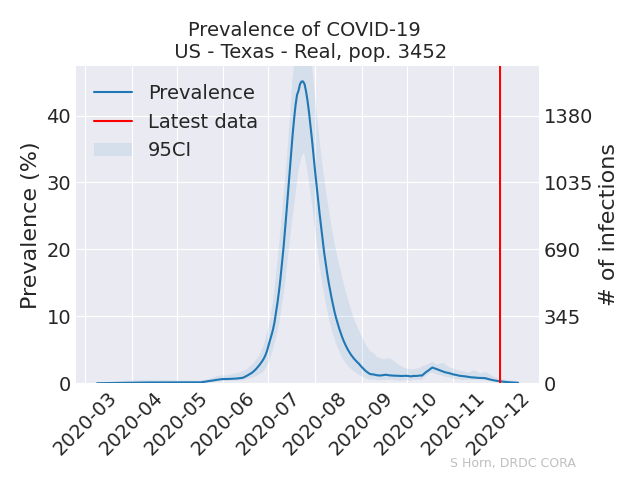 Prevalence of COVID-19
US - Texas - Real, pop. 3452
Prevalence
Latest data
95CI
Prevalence (%)
40
30
20
10
0
# of infections
1380
1035
690
345
0
2020-03
2020-04
2020-05
2020-06
2020-07
2020-08
2020-09
2020-10
2020-11
2020-12
S Horn, DRDC CORA